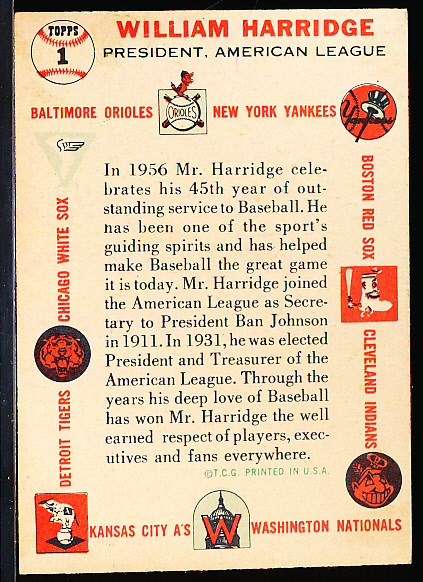 TOPPS
1
WILLIAM HARRIDGE
PRESIDENT, AMERICAN LEAGUE
BALTIMORE ORIOLES
ORIOLES
NEW YORK YANKEES
Yankees
BOSTON RED SOX
CLEVELAND INDIANS
CHICAGO WHITE SOX
DETROIT TIGERS
In 1956 Mr. Harridge cele-
brates his 45th year of out-
standing service to Baseball. He
has been one of the sport's
guiding spirits and has helped
make Baseball the great game
it is today. Mr. Harridge joined
the American League as Secre-
tary to President Ban Johnson
in 1911. In 1931, he was elected
President and Treasurer of the
American League. Through the
years his deep love of Baseball
has won Mr. Harridge the well
earned respect of players, exec-
utives and fans everywhere.
©T.C.G. PRINTED IN U.S.A.
A
KANSAS CITY A'S
W
WASHINGTON NATIONALS